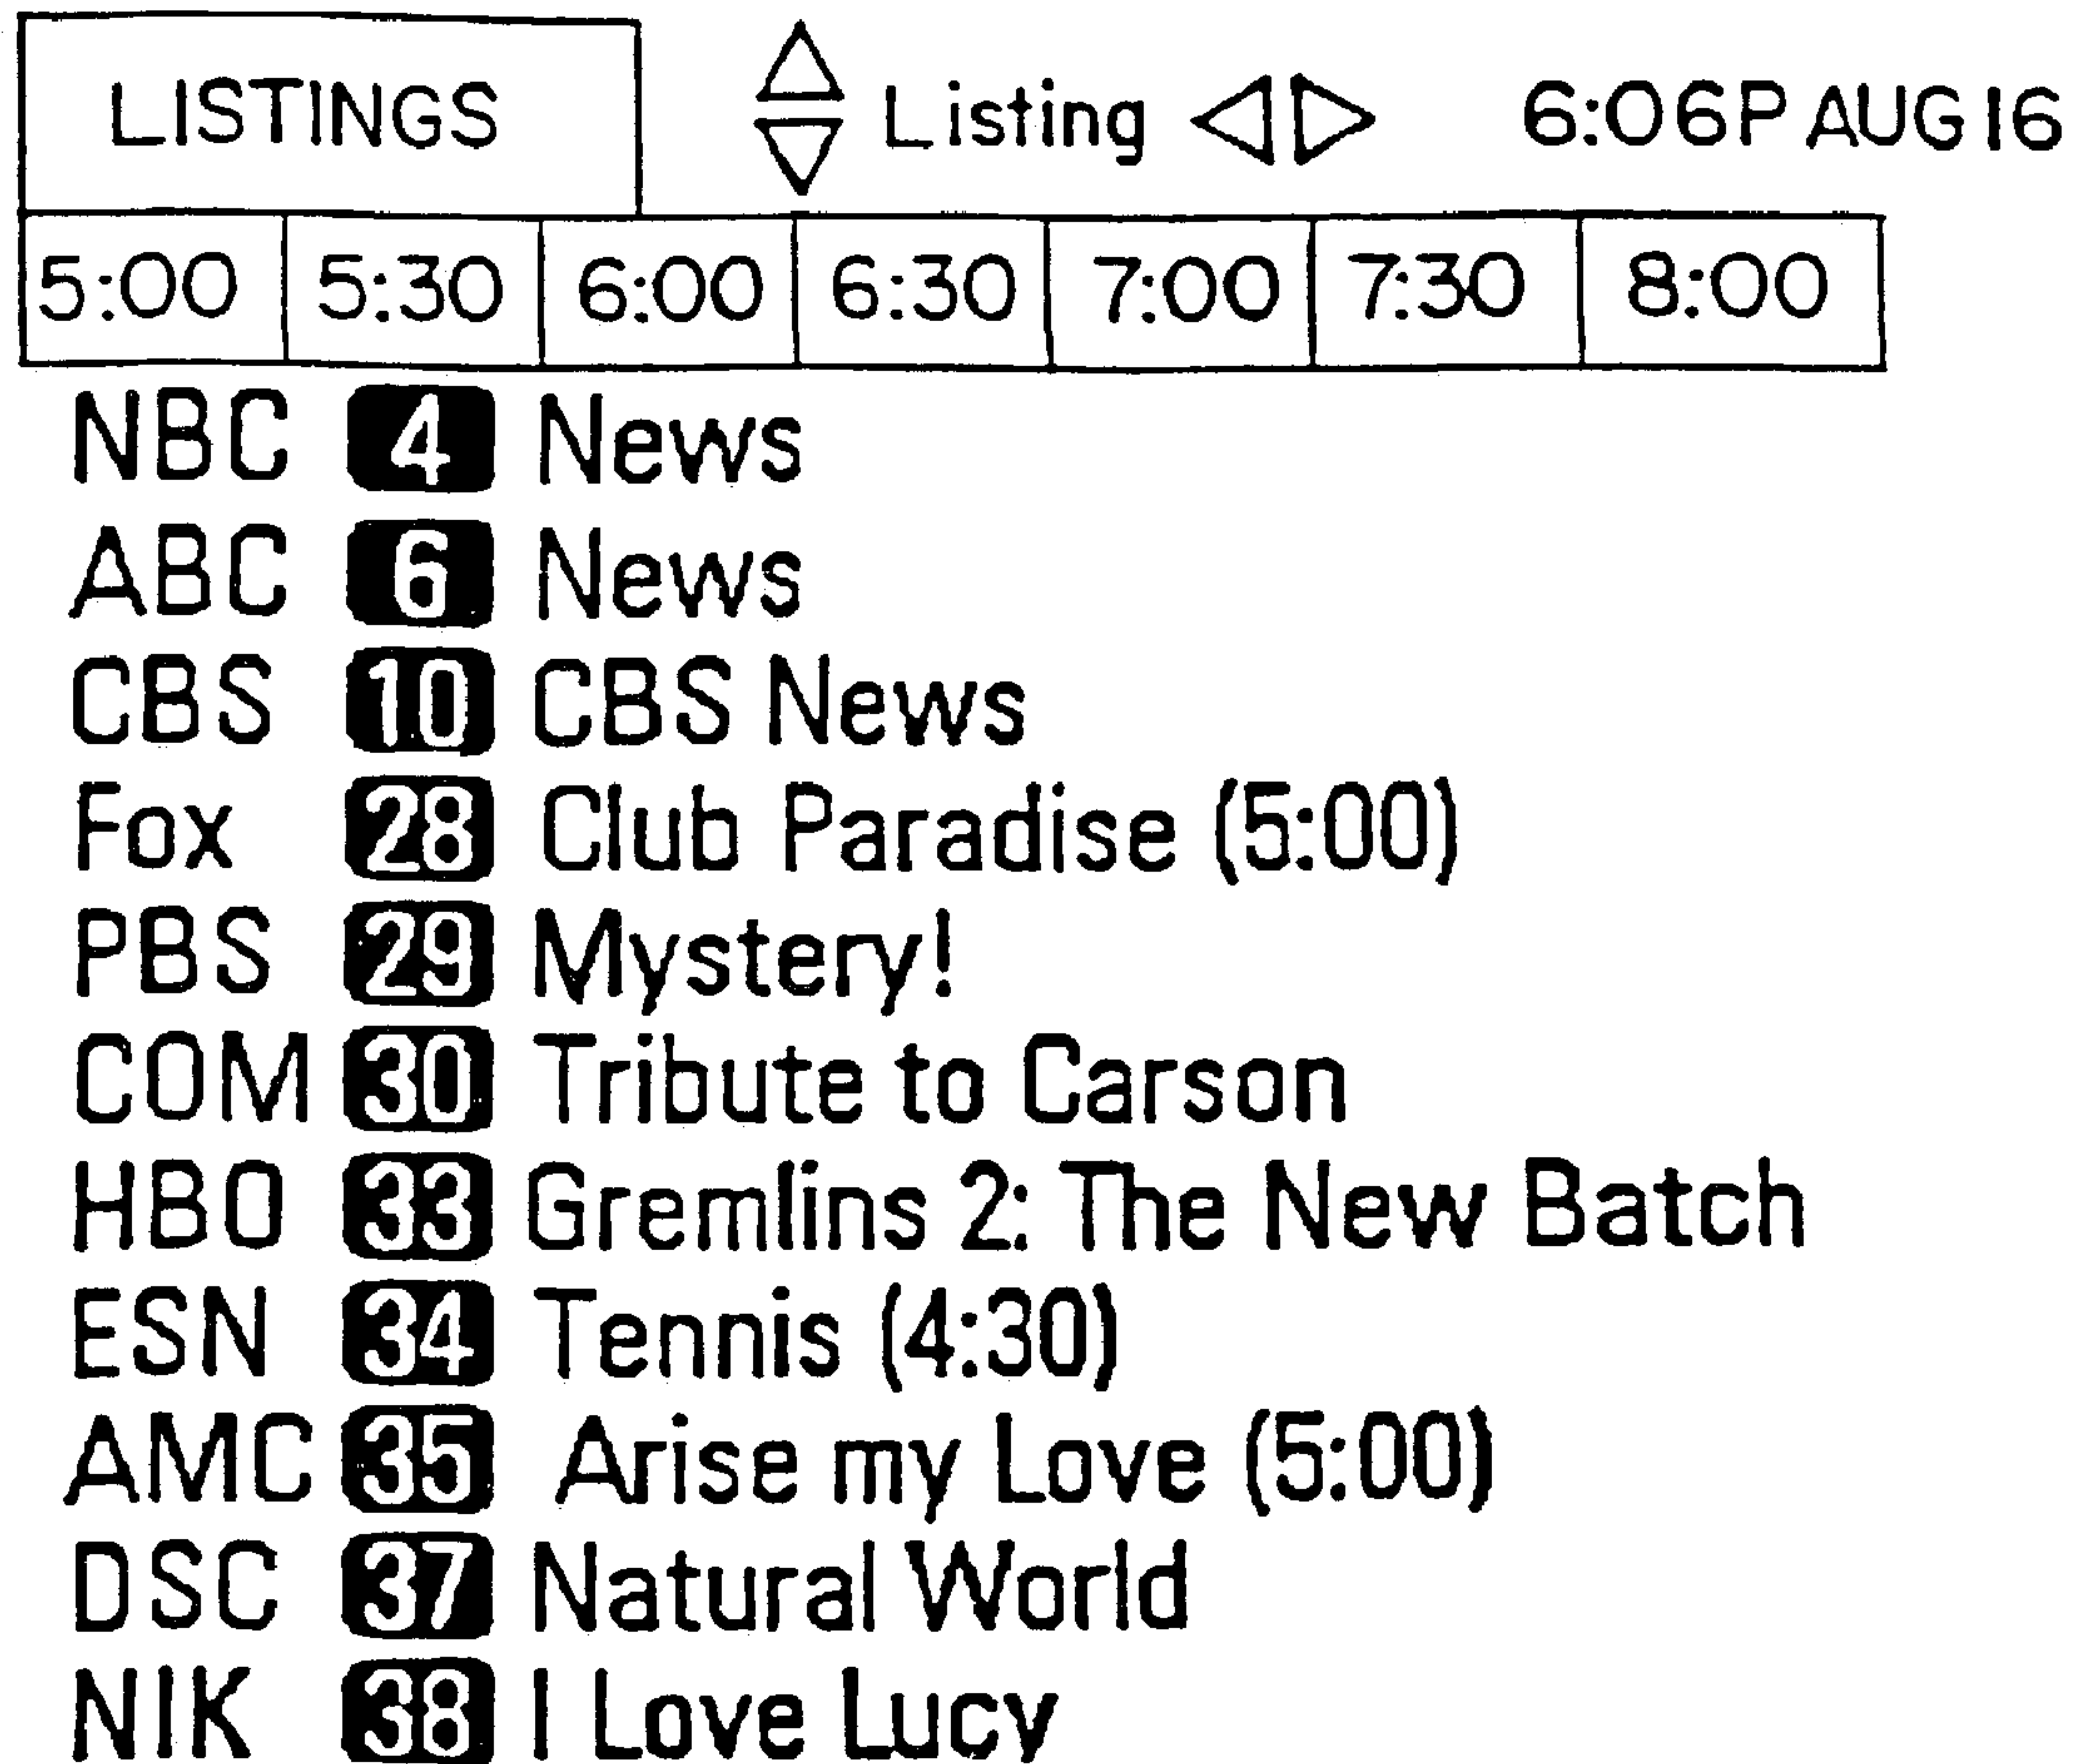 LISTINGS Listing 6:06P AUG 16
5:00 5:30 6:00 6:30 7:00 7:30 8:00
NBC 4 News
ABC 6 News
CBS 10 CBS News
Fox 28 Club Paradise (5:00)
PBS 29 Mystery!
COM 30 Tribute to Carson
HBO 33 Gremlins 2: The New Batch
ESN 34 Tennis (4:30)
AMC 35 Arise my Love (5:00)
DSC 37 Natural World
NIK 38 I Love Lucy